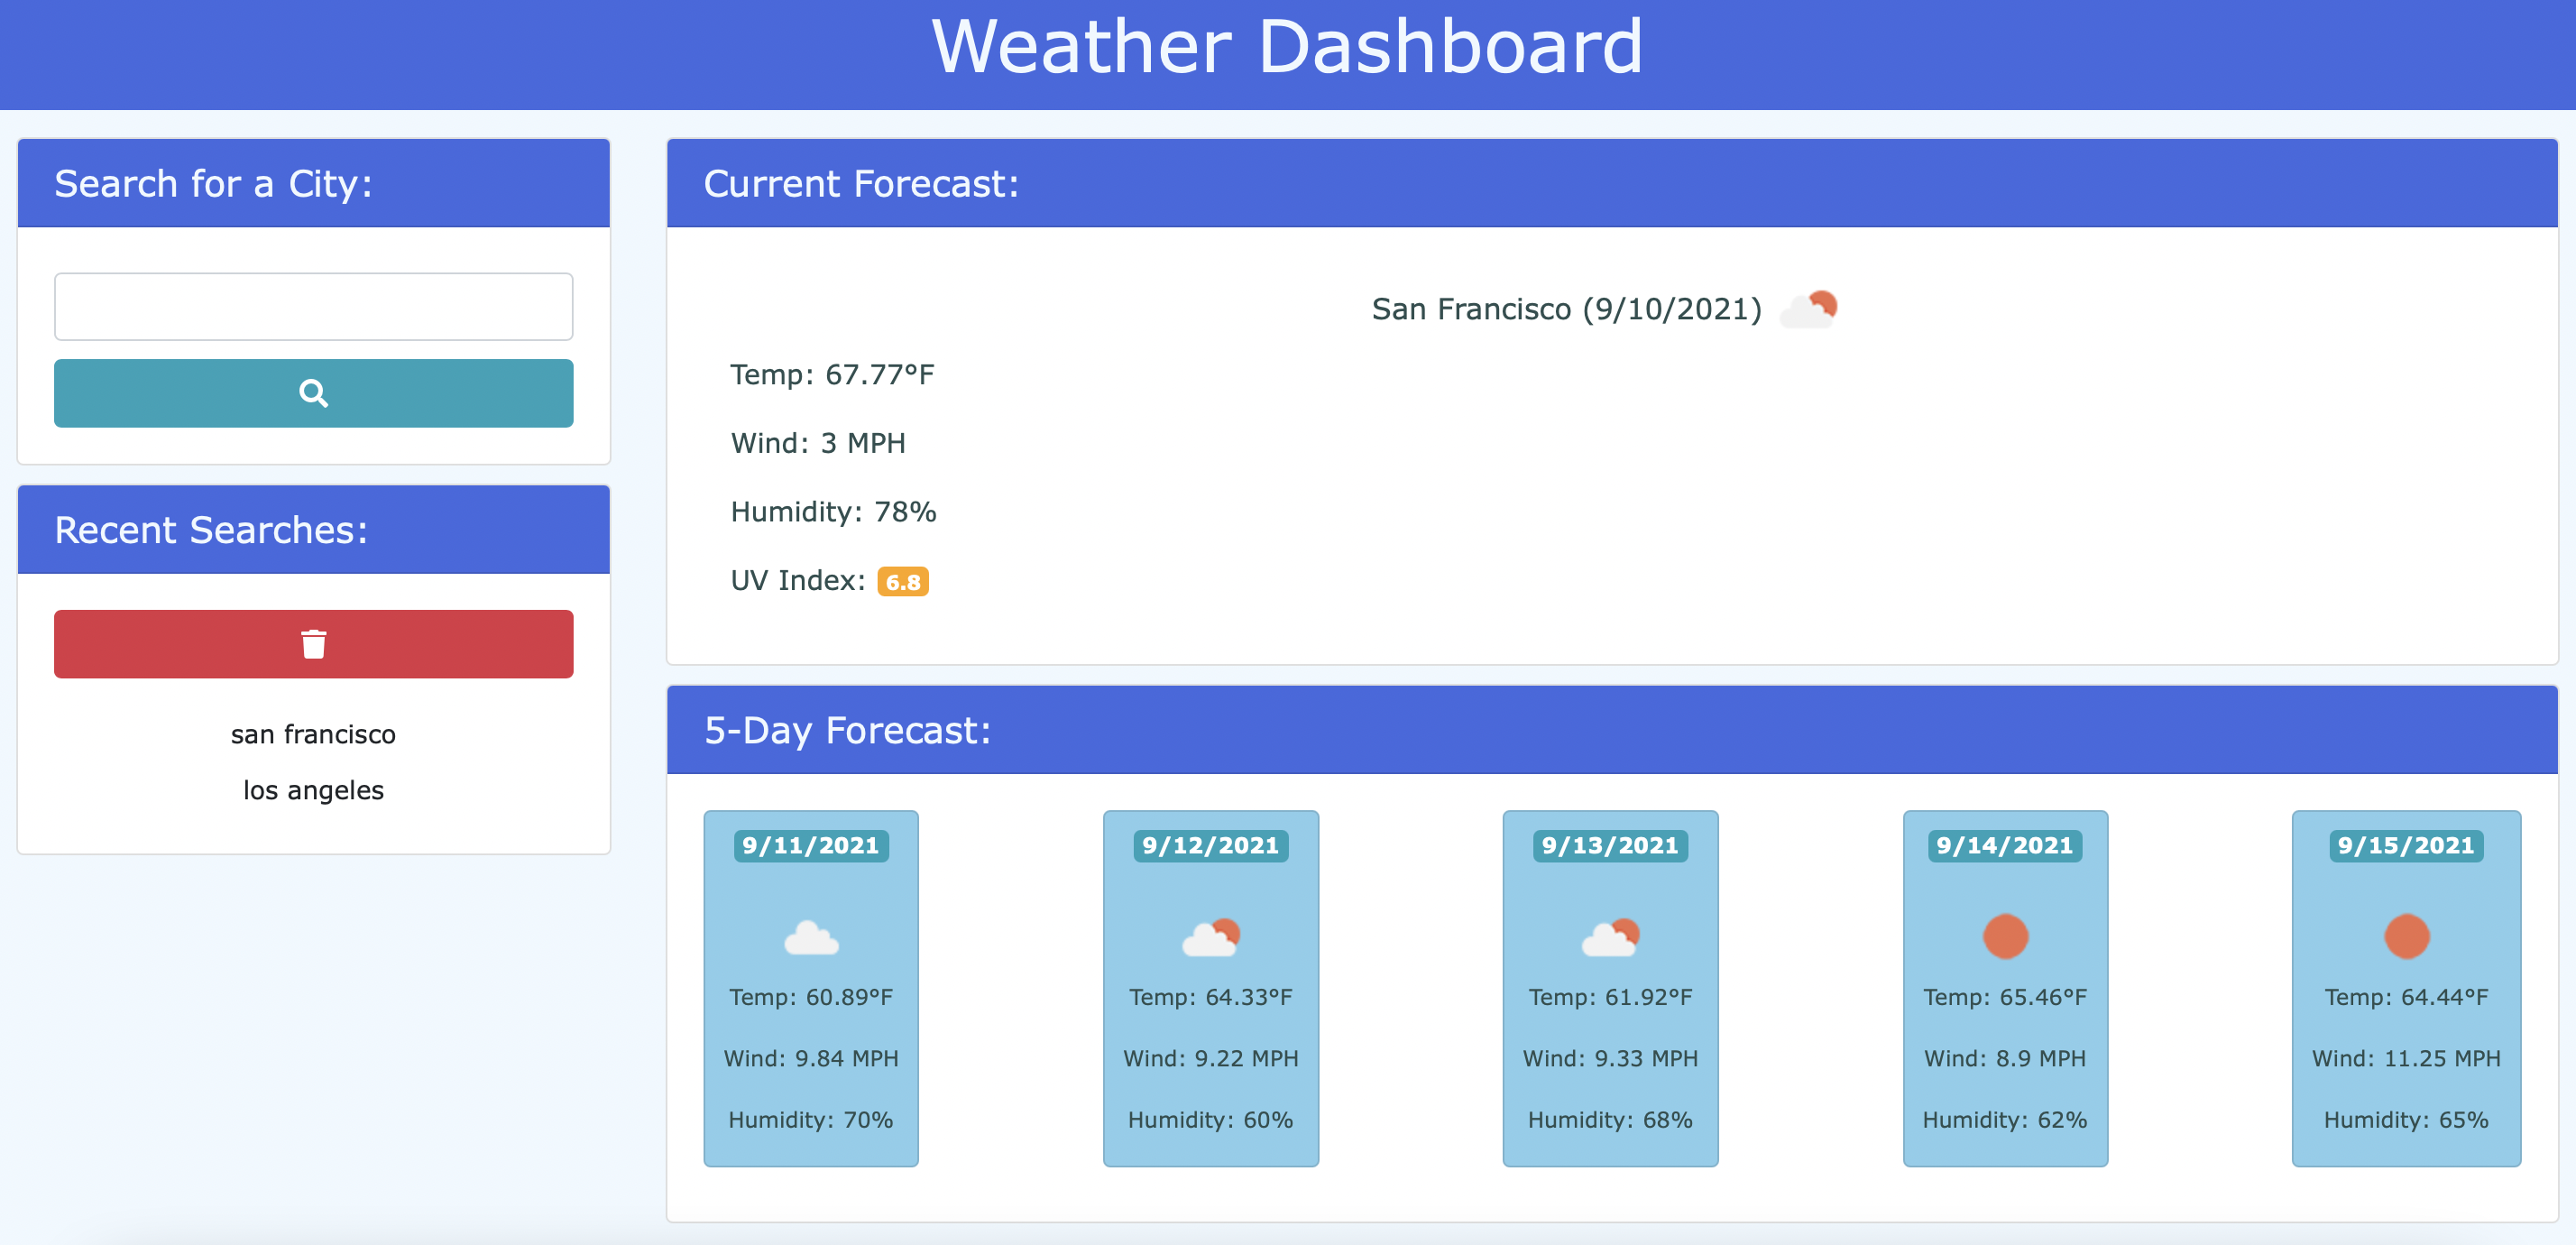 Weather Dashboard
Search for a City:
Recent Searches:
san francisco
los angeles
Current Forecast:
San Francisco (9/10/2021)
Temp: 67.77°F
Wind: 3 MPH
Humidity: 78%
UV Index: 6.8
5-Day Forecast:
9/11/2021
Temp: 60.89°F
Wind: 9.84 MPH
Humidity: 70%
9/12/2021
Temp: 64.33°F
Wind: 9.22 MPH
Humidity: 60%
9/13/2021
Temp: 61.92°F
Wind: 9.33 MPH
Humidity: 68%
9/14/2021
Temp: 65.46°F
Wind: 8.9 MPH
Humidity: 62%
9/15/2021
Temp: 64.44°F
Wind: 11.25 MPH
Humidity: 65%